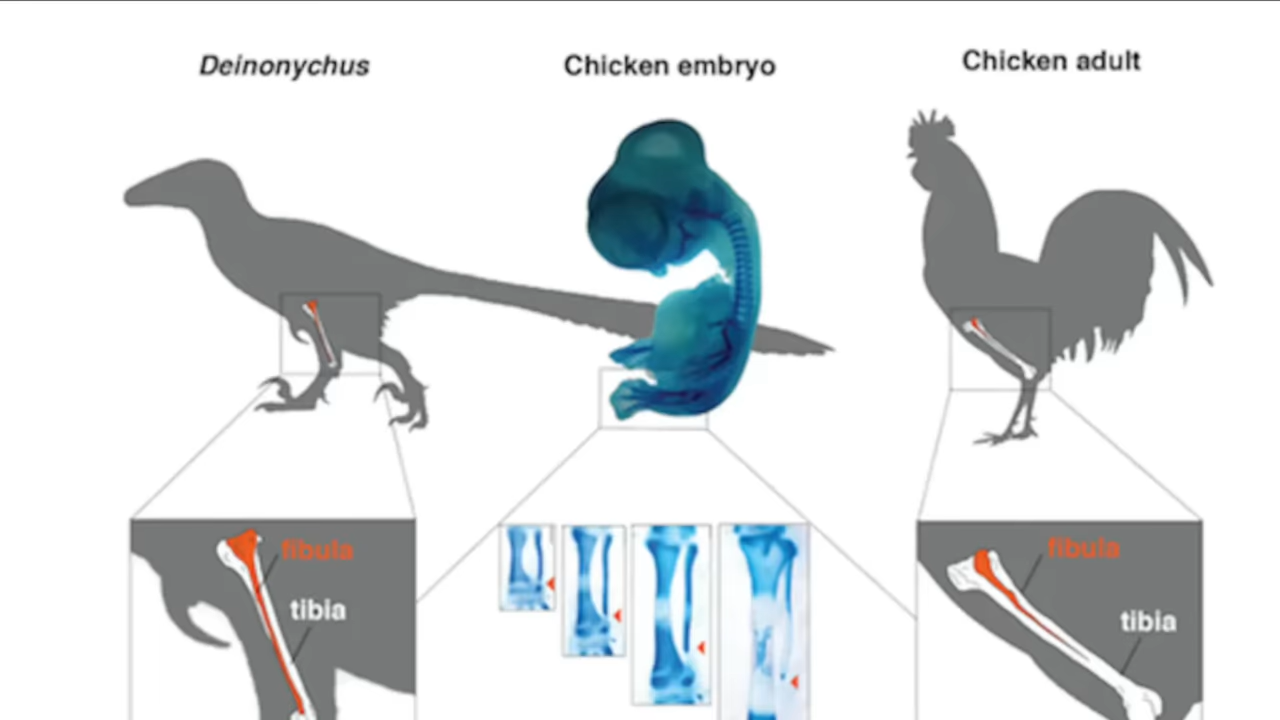 Deinonychus
Chicken embryo
Chicken adult
fibula
tibia
fibula
tibia